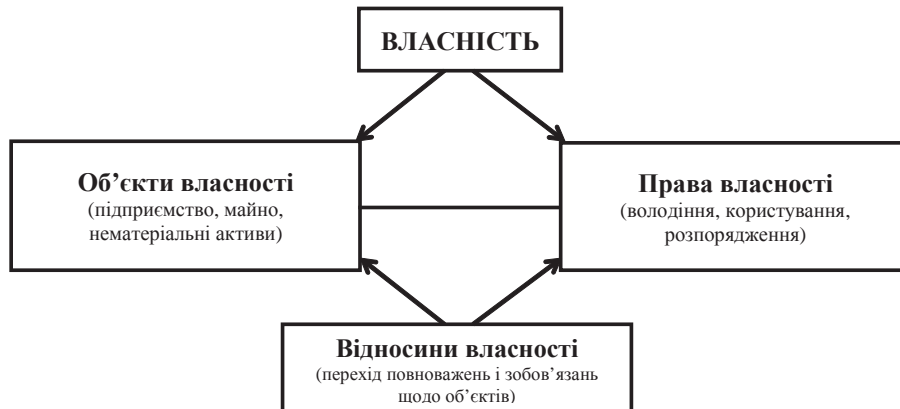 ВЛАСНІСТЬ
Об’єкти власності
(підприємство, майно,
нематеріальні активи)
Права власності
(володіння, користування,
розпорядження)
Відносини власності
(перехід повноважень і зобов’язань
щодо об’єктів)